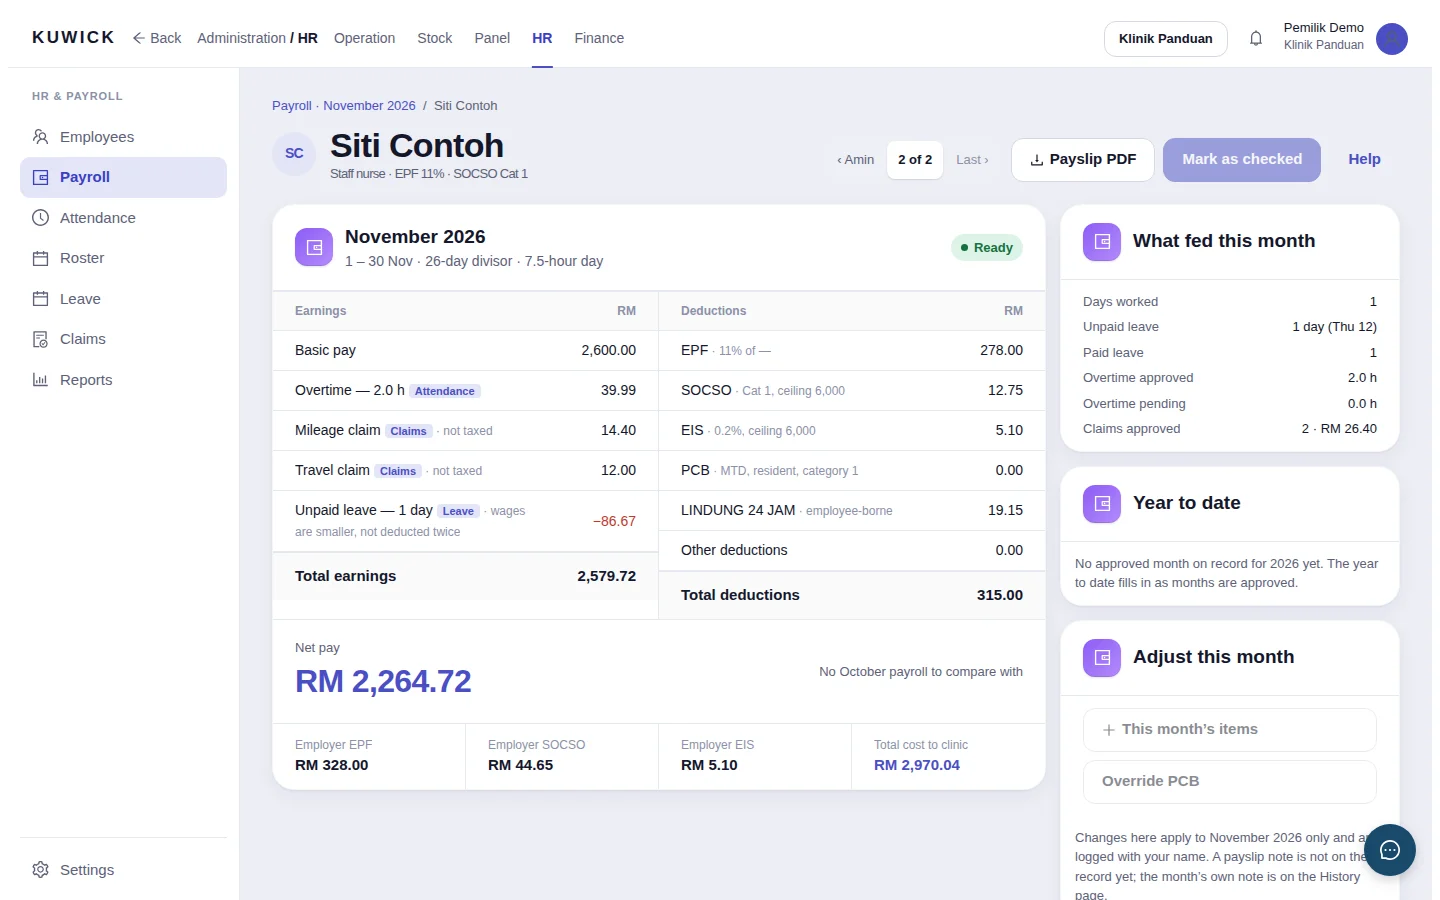 KUWICK
Back
Administration / HR
Operation
Stock
Panel
HR
Finance
Klinik Panduan
Pemilik Demo
Klinik Panduan
HR & PAYROLL
Employees
Payroll
Attendance
Roster
Leave
Claims
Reports
Settings
Payroll · November 2026 / Siti Contoh
SC
Siti Contoh
Staff nurse · EPF 11% · SOCSO Cat 1
‹ Amin
2 of 2
Last ›
Payslip PDF
Mark as checked
Help
November 2026
1 – 30 Nov · 26-day divisor · 7.5-hour day
Ready
Earnings RM
Basic pay 2,600.00
Overtime — 2.0 h Attendance 39.99
Mileage claim Claims · not taxed 14.40
Travel claim Claims · not taxed 12.00
Unpaid leave — 1 day Leave · wages
are smaller, not deducted twice −86.67
Total earnings 2,579.72
Deductions RM
EPF · 11% of — 278.00
SOCSO · Cat 1, ceiling 6,000 12.75
EIS · 0.2%, ceiling 6,000 5.10
PCB · MTD, resident, category 1 0.00
LINDUNG 24 JAM · employee-borne 19.15
Other deductions 0.00
Total deductions 315.00
Net pay
RM 2,264.72
No October payroll to compare with
Employer EPF
RM 328.00
Employer SOCSO
RM 44.65
Employer EIS
RM 5.10
Total cost to clinic
RM 2,970.04
What fed this month
Days worked 1
Unpaid leave 1 day (Thu 12)
Paid leave 1
Overtime approved 2.0 h
Overtime pending 0.0 h
Claims approved 2 · RM 26.40
Year to date
No approved month on record for 2026 yet. The year
to date fills in as months are approved.
Adjust this month
This month’s items
Override PCB
Changes here apply to November 2026 only and
logged with your name. A payslip note is not on the
record yet; the month’s own note is on the History
page.